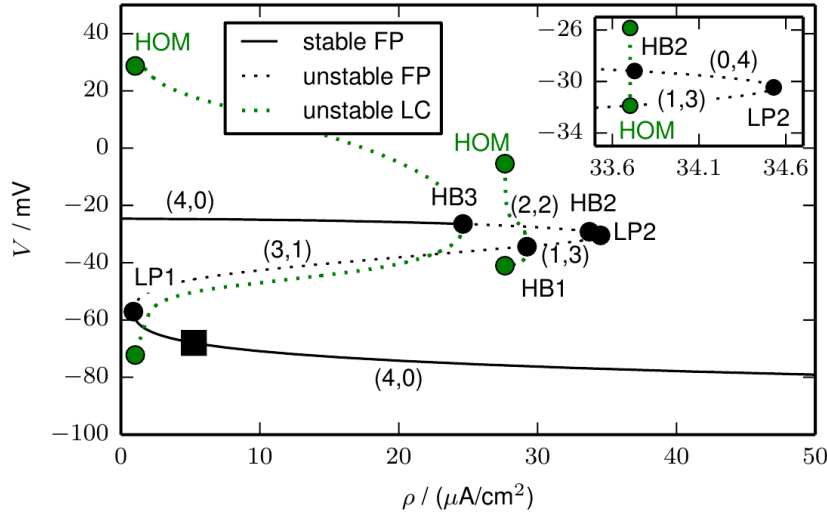 40
20
0
−20
−40
−60
−80
−100
V / mV
0
10
20
30
40
50
ρ / (μA/cm²)
HOM
stable FP
unstable FP
unstable LC
HOM
(4,0)
HB3
(2,2)
HB2
LP2
(3,1)
(1,3)
HB1
LP1
(4,0)
−26
−30
−34
33.6
34.1
34.6
HB2
(0,4)
(1,3)
LP2
HOM